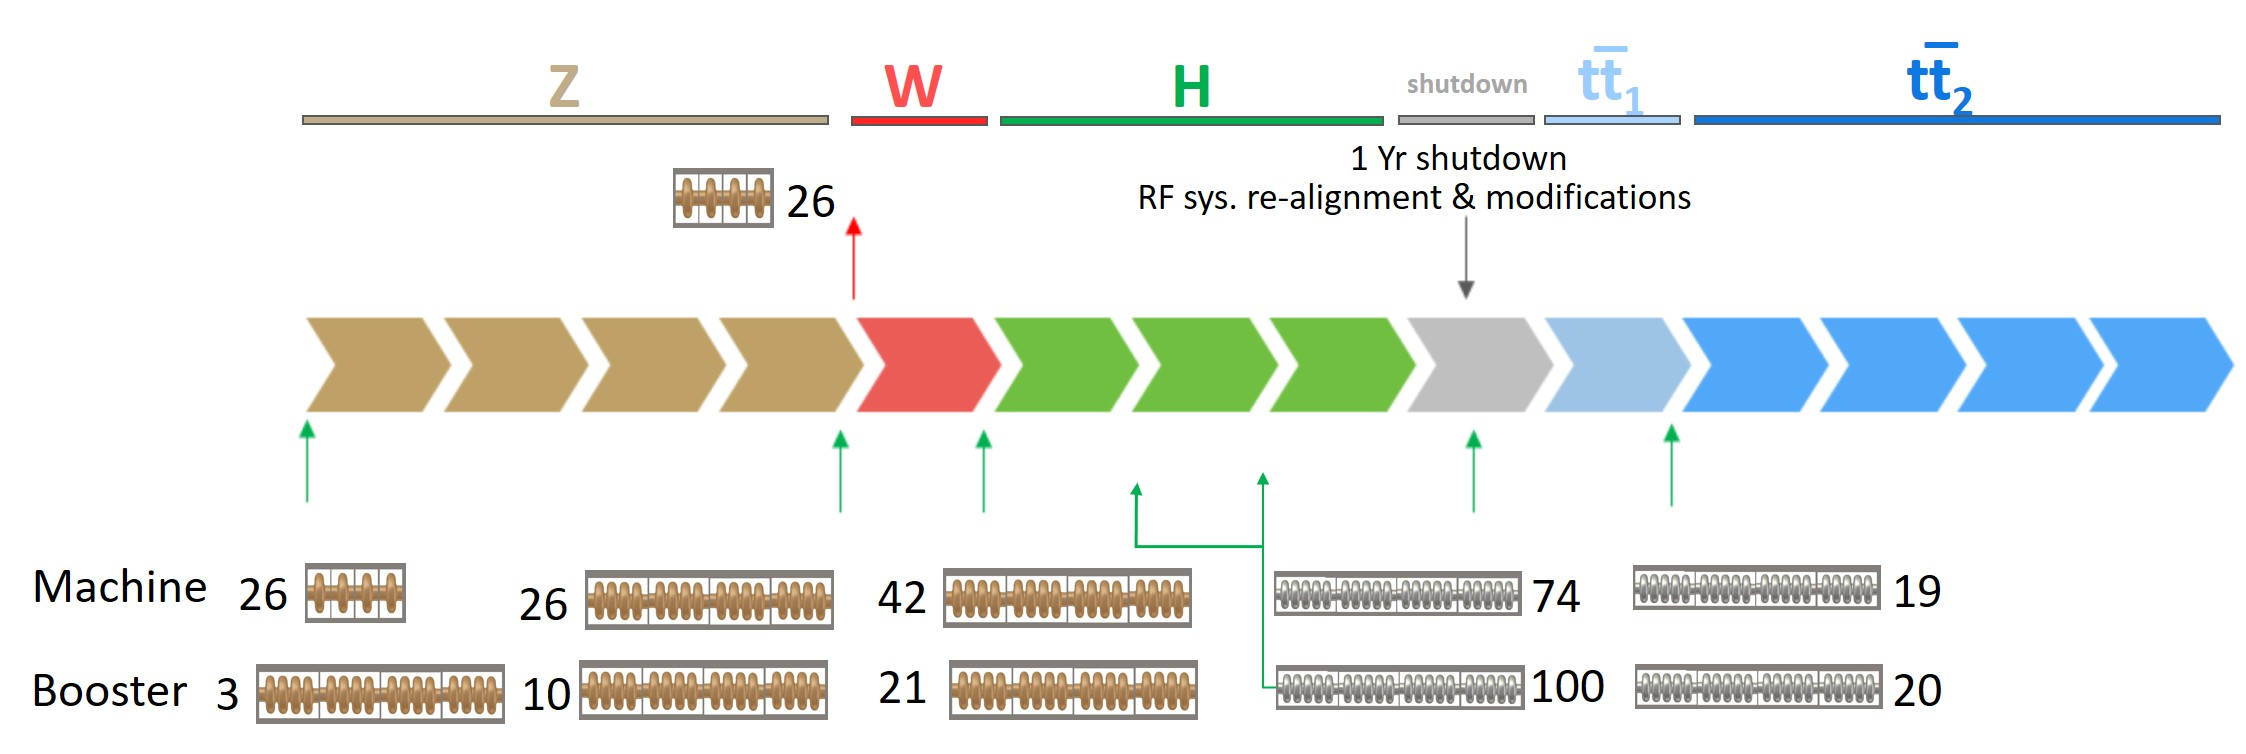 Z W H shutdown tt̅₁ tt̅₂
1 Yr shutdown
26 RF sys. re-alignment & modifications
Machine 26 26 42 74 19
Booster 3 10 21 100 20